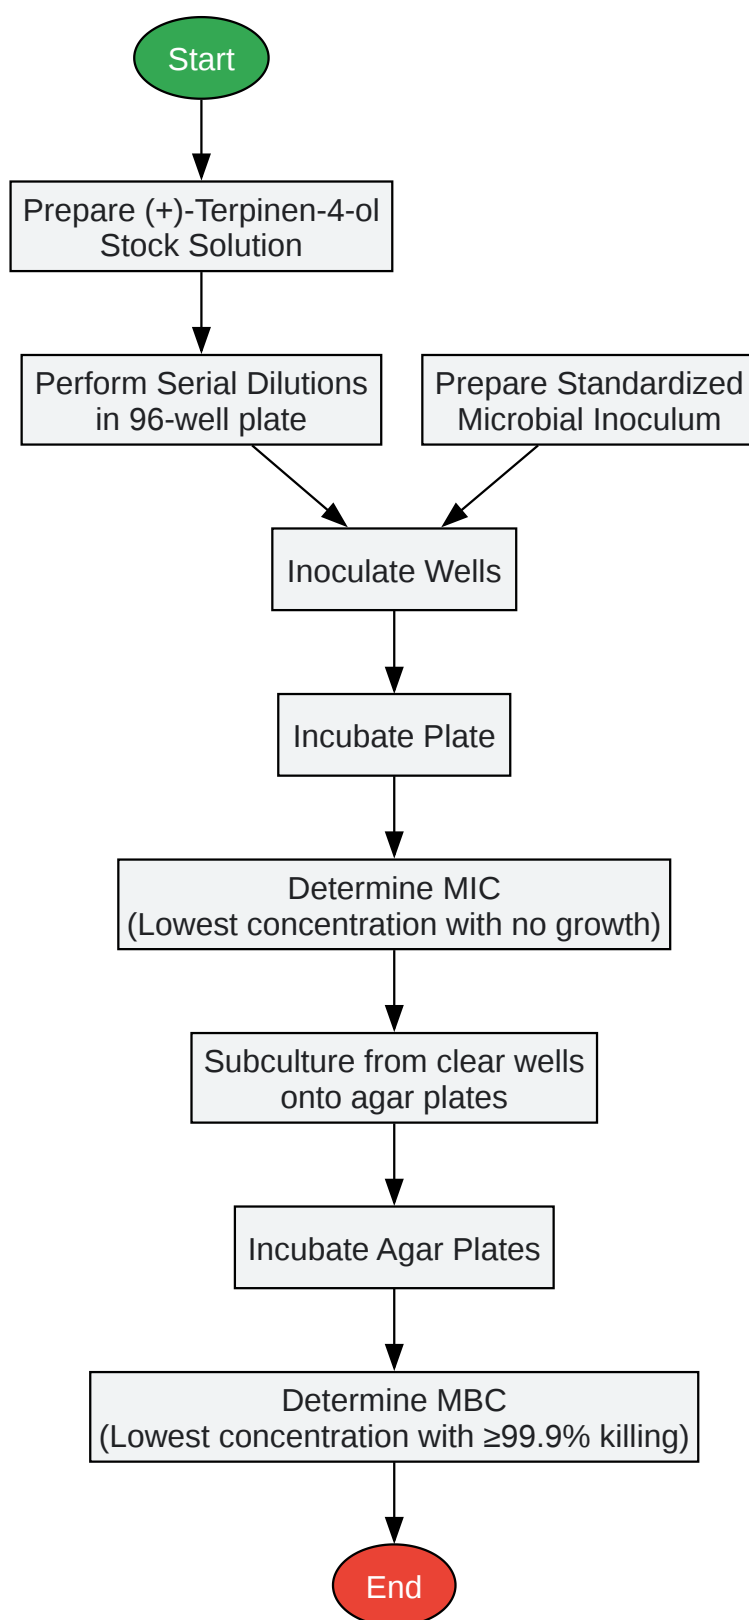 Start
Prepare (+)-Terpinen-4-ol
Stock Solution
Perform Serial Dilutions
in 96-well plate
Prepare Standardized
Microbial Inoculum
Inoculate Wells
Incubate Plate
Determine MIC
(Lowest concentration with no growth)
Subculture from clear wells
onto agar plates
Incubate Agar Plates
Determine MBC
(Lowest concentration with ≥99.9% killing)
End